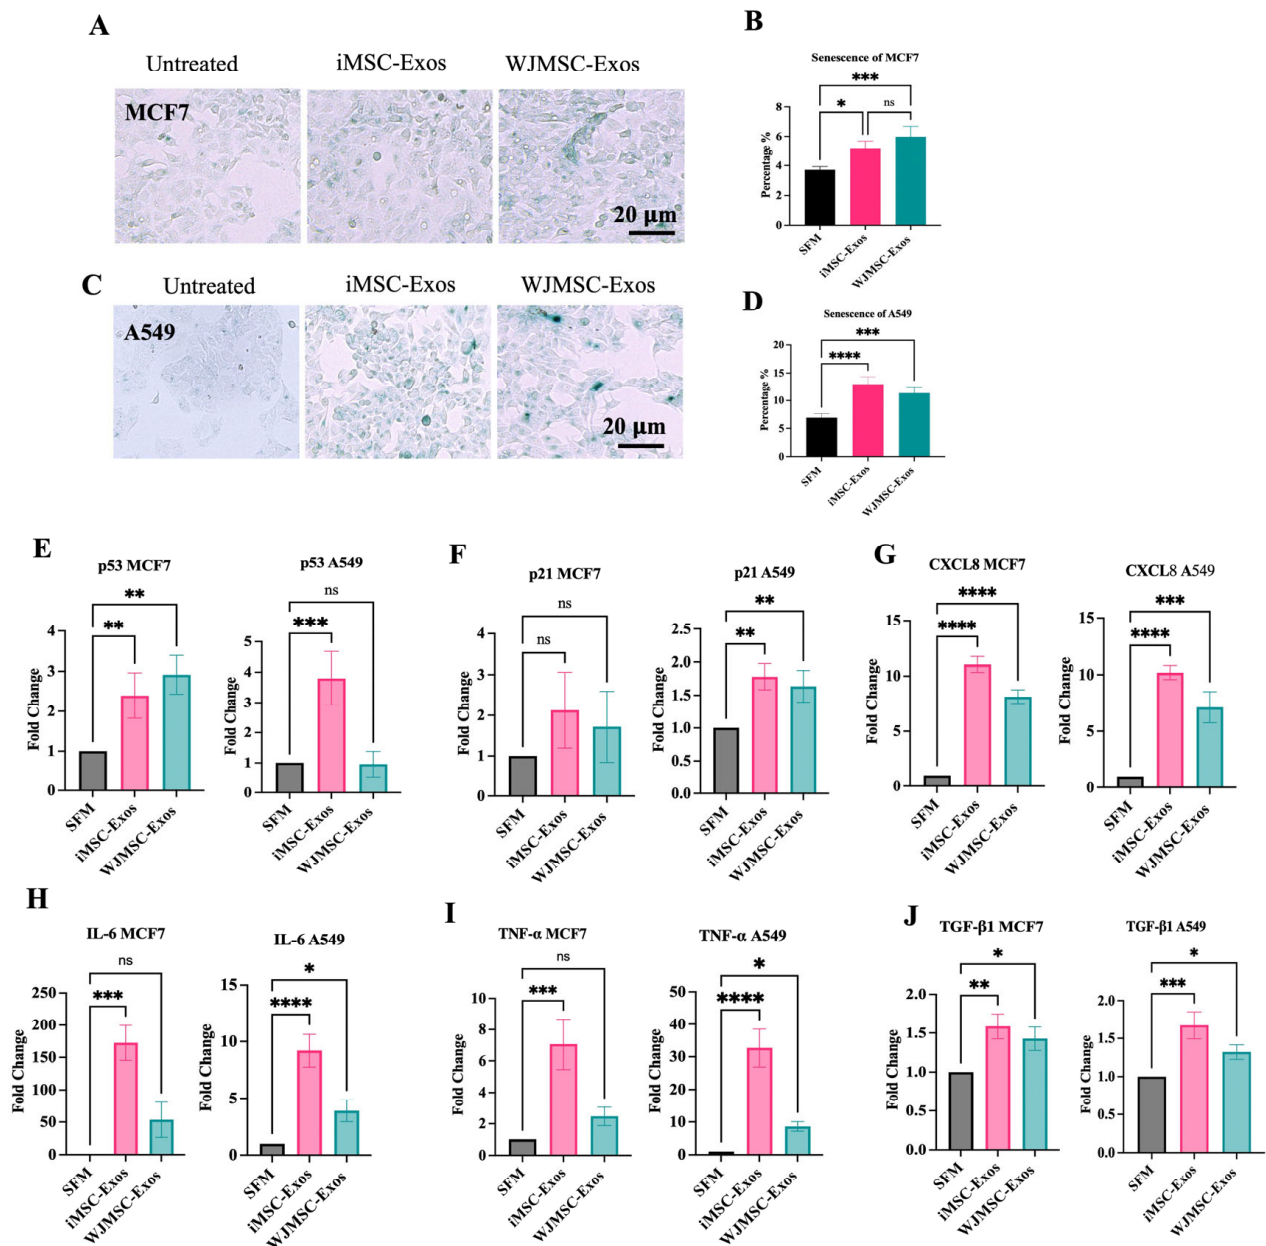 A
Untreated
iMSC-Exos
WJMSC-Exos
MCF7
20 μm
B
Senescence of MCF7
***
*
ns
Percentage %
8
6
4
2
0
SFM
iMSC-Exos
WJMSC-Exos
C
Untreated
iMSC-Exos
WJMSC-Exos
A549
20 μm
D
Senescence of A549
***
****
Percentage %
20
15
10
5
0
SFM
iMSC-Exos
WJMSC-Exos
E
p53 MCF7
**
**
Fold Change
4
3
2
1
0
SFM
iMSC-Exos
WJMSC-Exos
p53 A549
ns
***
Fold Change
5
4
3
2
1
0
SFM
iMSC-Exos
WJMSC-Exos
F
p21 MCF7
ns
ns
Fold Change
4
3
2
1
0
SFM
iMSC-Exos
WJMSC-Exos
p21 A549
**
**
Fold Change
2.5
2.0
1.5
1.0
0.5
0.0
SFM
iMSC-Exos
WJMSC-Exos
G
CXCL8 MCF7
****
****
Fold Change
15
10
5
0
SFM
iMSC-Exos
WJMSC-Exos
CXCL8 A549
***
****
Fold Change
15
10
5
0
SFM
iMSC-Exos
WJMSC-Exos
H
IL-6 MCF7
ns
***
Fold Change
250
200
150
100
50
0
SFM
iMSC-Exos
WJMSC-Exos
IL-6 A549
*
****
Fold Change
15
10
5
0
SFM
iMSC-Exos
WJMSC-Exos
I
TNF-α MCF7
ns
***
Fold Change
10
8
6
4
2
0
SFM
iMSC-Exos
WJMSC-Exos
TNF-α A549
*
****
Fold Change
50
40
30
20
10
0
SFM
iMSC-Exos
WJMSC-Exos
J
TGF-β1 MCF7
*
**
Fold Change
2.0
1.5
1.0
0.5
0.0
SFM
iMSC-Exos
WJMSC-Exos
TGF-β1 A549
*
***
Fold Change
2.0
1.5
1.0
0.5
0.0
SFM
iMSC-Exos
WJMSC-Exos